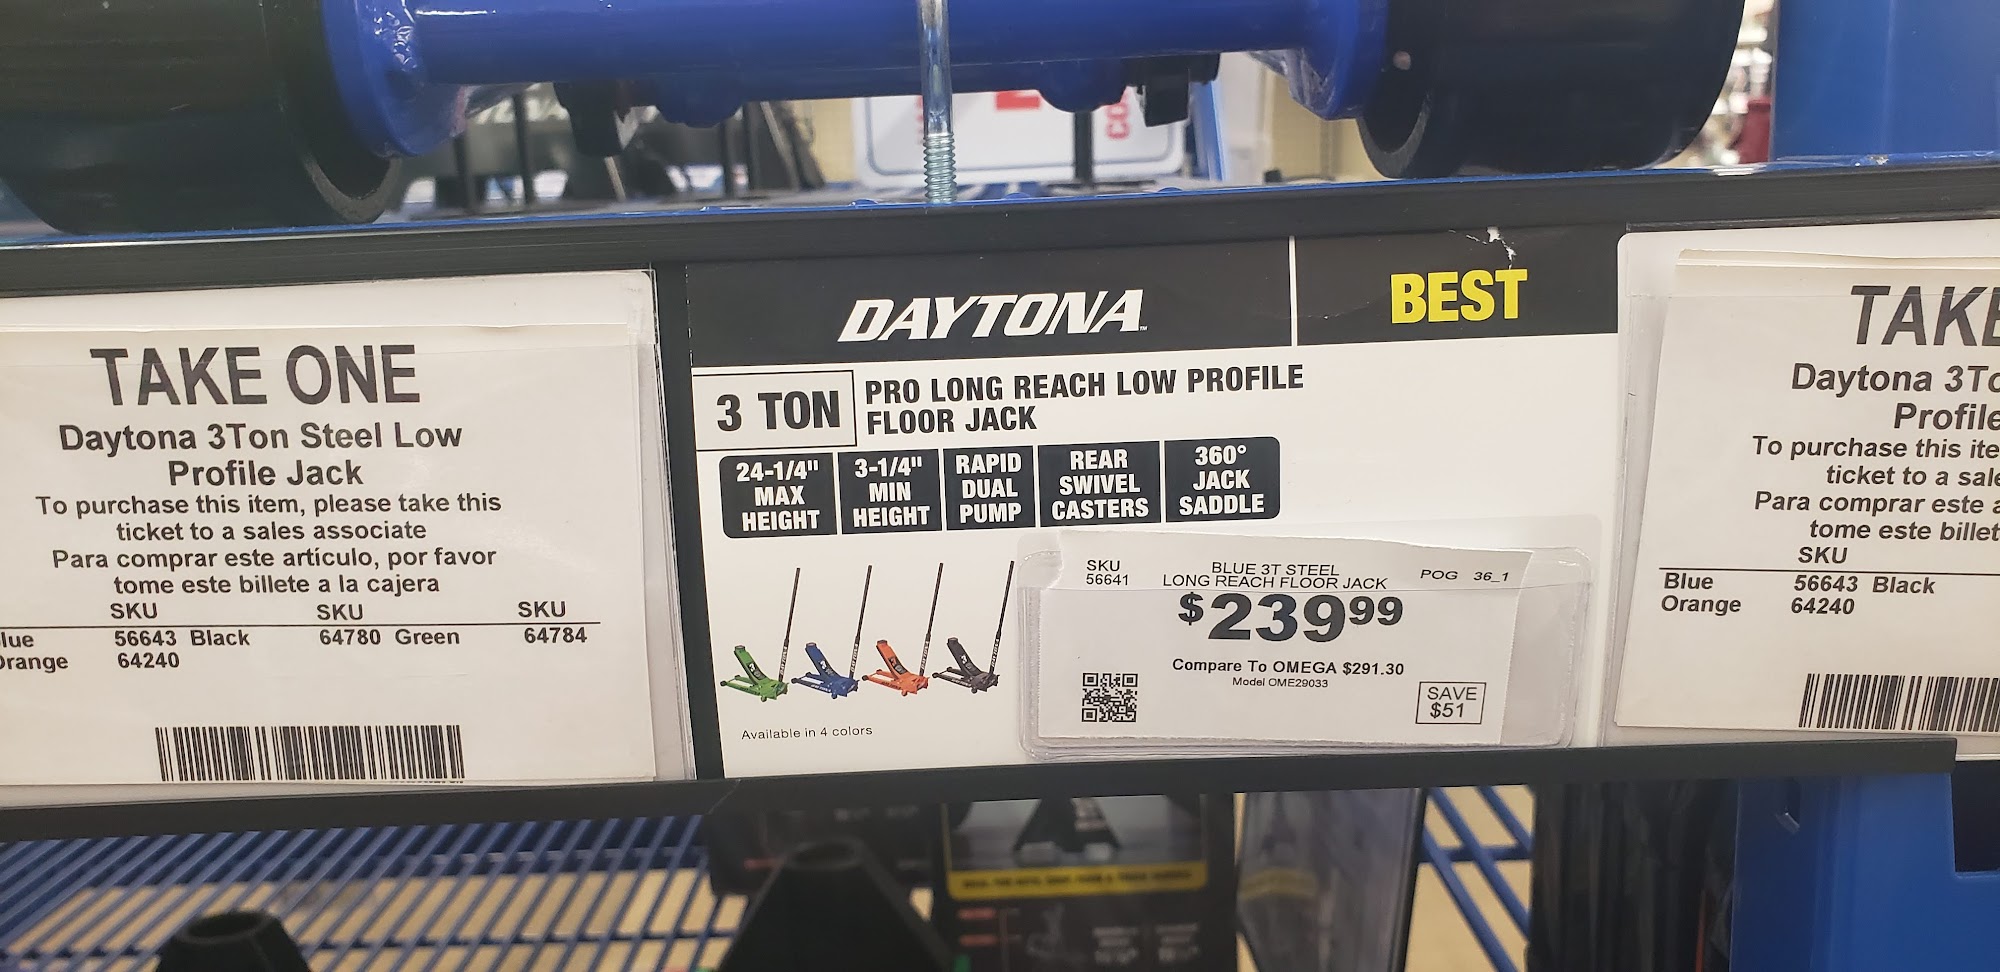 TAKE ONE
Daytona 3Ton Steel Low
Profile Jack
To purchase this item, please take this
ticket to a sales associate
Para comprar este artículo, por favor
tome este billete a la cajera
SKU SKU SKU
lue 56643 Black 64780 Green 64784
Orange 64240
DAYTONA™
BEST
3 TON
PRO LONG REACH LOW PROFILE
FLOOR JACK
24-1/4"
MAX
HEIGHT
3-1/4"
MIN
HEIGHT
RAPID
DUAL
PUMP
REAR
SWIVEL
CASTERS
360°
JACK
SADDLE
Available in 4 colors
SKU
56641
BLUE 3T STEEL
LONG REACH FLOOR JACK
POG 36_1
$23999
Compare To OMEGA $291.30
Model OME29033
SAVE
$51
TAKE
Daytona 3To
Profile
To purchase this ite
ticket to a sale
Para comprar este a
tome este billet
SKU
Blue 56643 Black
Orange 64240